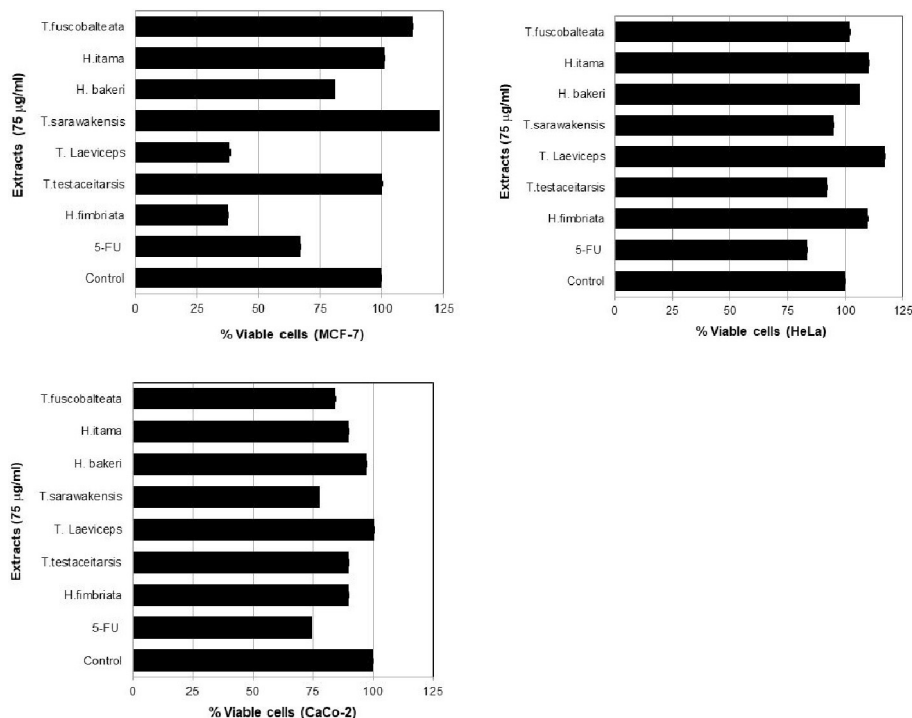 T.fuscobalteata
H.itama
H. bakeri
T.sarawakensis
T. Laeviceps
T.testaceitarsis
H.fimbriata
5-FU
Control
Extracts (75 μg/ml)
0 25 50 75 100 125
% Viable cells (MCF-7)
T.fuscobalteata
H.itama
H. bakeri
T.sarawakensis
T. Laeviceps
T.testaceitarsis
H.fimbriata
5-FU
Control
Extracts (75 μg/ml)
0 25 50 75 100 125
% Viable cells (HeLa)
T.fuscobalteata
H.itama
H. bakeri
T.sarawakensis
T. Laeviceps
T.testaceitarsis
H.fimbriata
5-FU
Control
Extracts (75 μg/ml)
0 25 50 75 100 125
% Viable cells (CaCo-2)